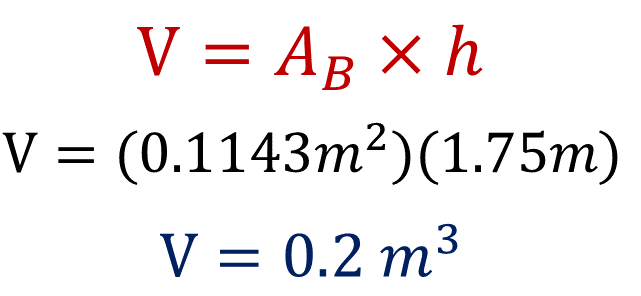 V = A_B × h
V = (0.1143m²)(1.75m)
V = 0.2 m³